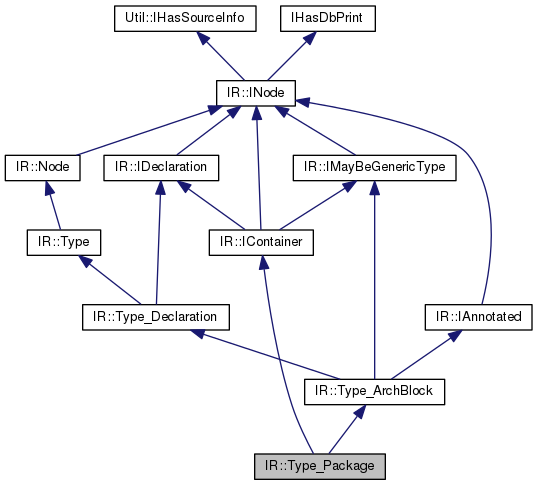 Util::IHasSourceInfo
IHasDbPrint
IR::INode
IR::Node
IR::IDeclaration
IR::IMayBeGenericType
IR::Type
IR::IContainer
IR::Type_Declaration
IR::IAnnotated
IR::Type_ArchBlock
IR::Type_Package